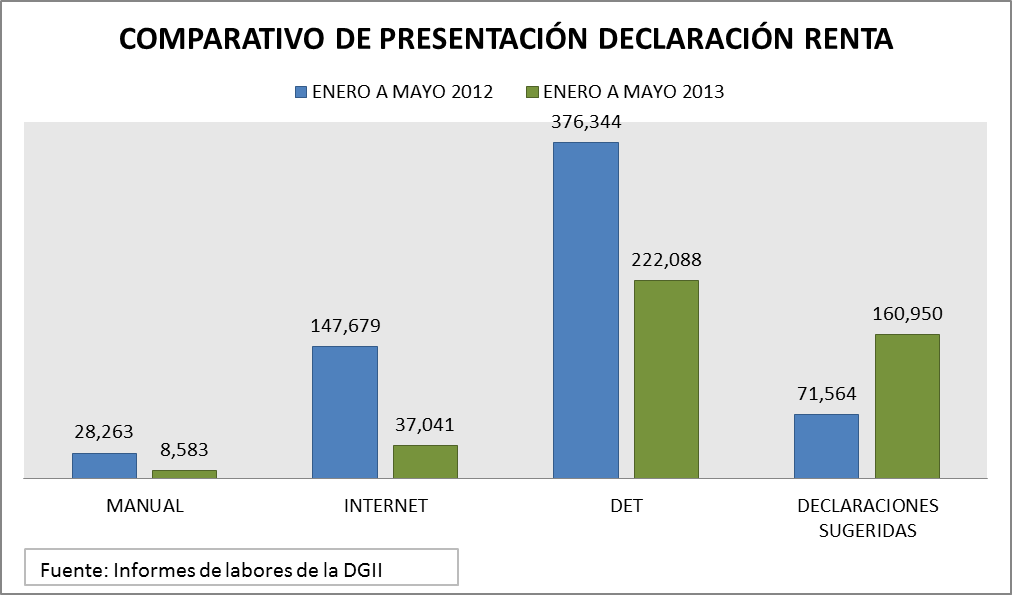 COMPARATIVO DE PRESENTACIÓN DECLARACIÓN RENTA
ENERO A MAYO 2012 ENERO A MAYO 2013
376,344
222,088
160,950
147,679
71,564
37,041
28,263
8,583
MANUAL INTERNET DET DECLARACIONES
SUGERIDAS
Fuente: Informes de labores de la DGII